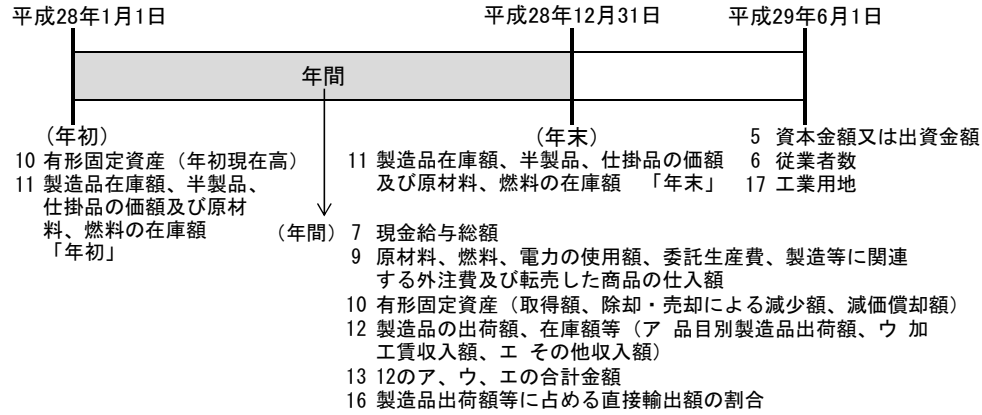 平成28年1月1日
平成28年12月31日
平成29年6月1日
年間
（年初）
10 有形固定資産（年初現在高）
11 製造品在庫額、半製品、
仕掛品の価額及び原材
料、燃料の在庫額
「年初」
（年末）
11 製造品在庫額、半製品、仕掛品の価額
及び原材料、燃料の在庫額　「年末」
5 資本金額又は出資金額
6 従業者数
17 工業用地
（年間） 7 現金給与総額
9 原材料、燃料、電力の使用額、委託生産費、製造等に関連
する外注費及び転売した商品の仕入額
10 有形固定資産（取得額、除却・売却による減少額、減価償却額）
12 製造品の出荷額、在庫額等（ア 品目別製造品出荷額、ウ 加
工賃収入額、エ その他収入額）
13 12のア、ウ、エの合計金額
16 製造品出荷額等に占める直接輸出額の割合